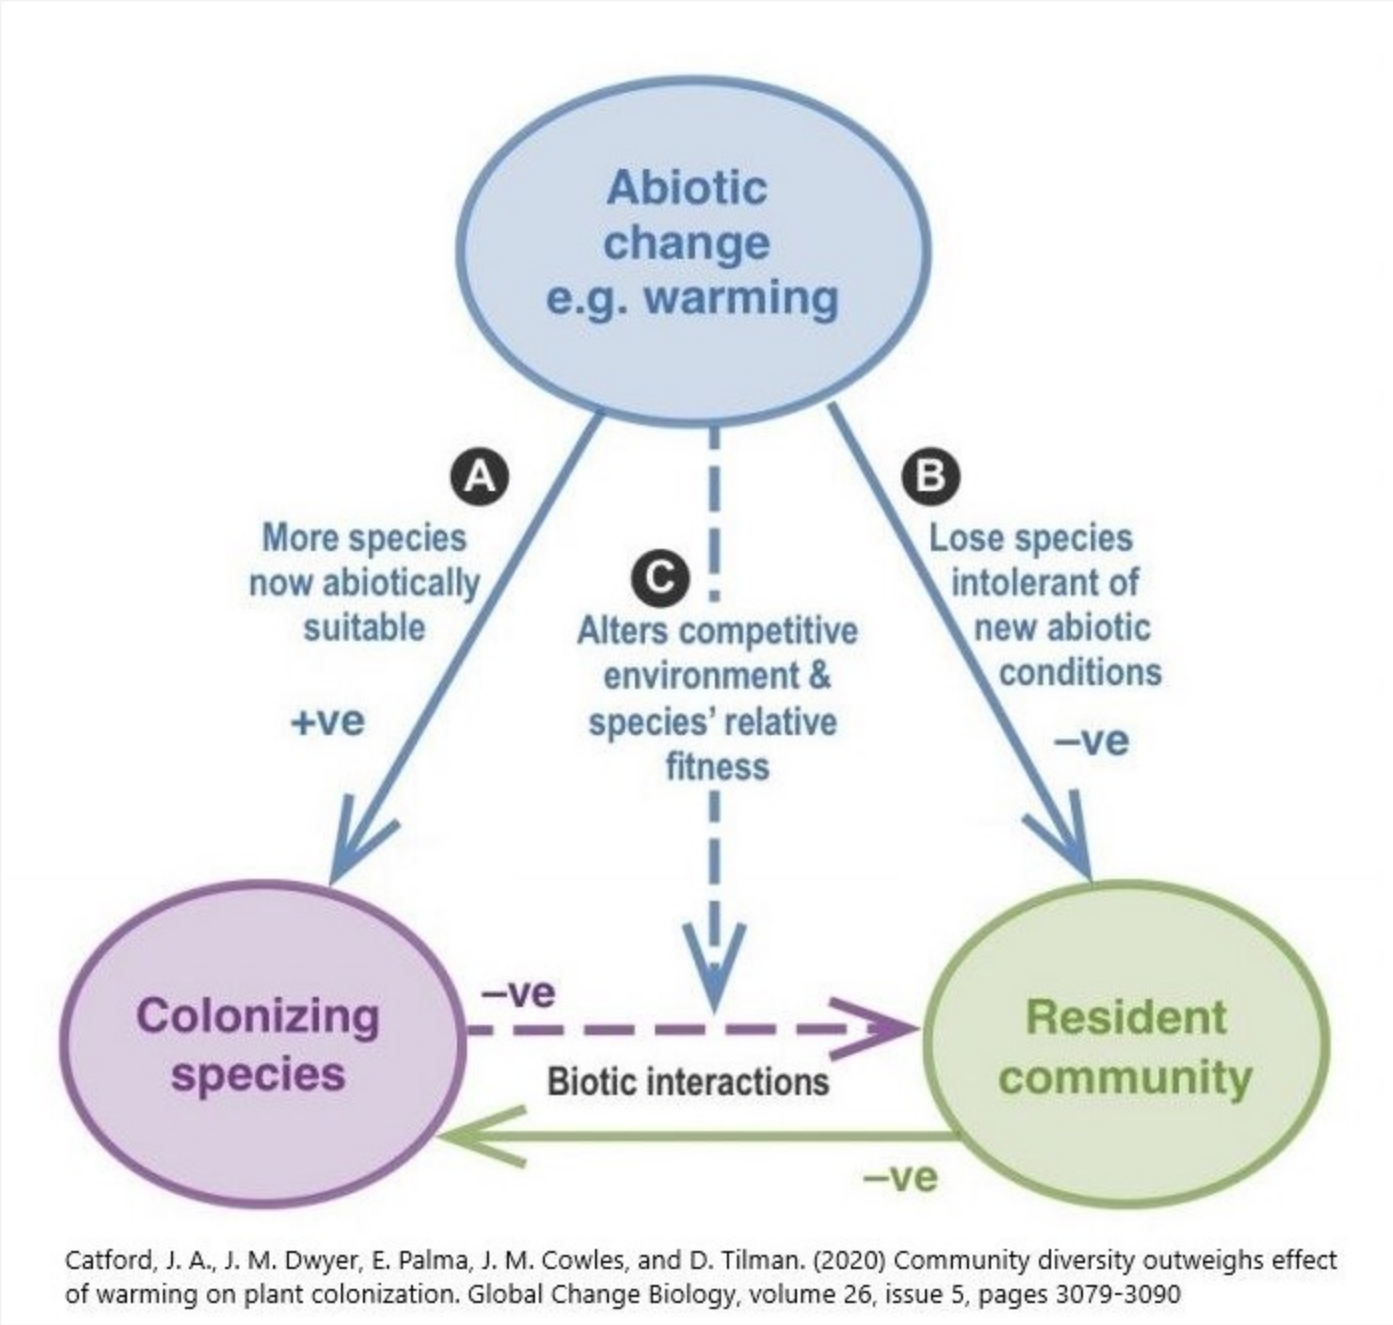 Abiotic
change
e.g. warming
A
More species
now abiotically
suitable
+ve
C
Alters competitive
environment &
species' relative
fitness
B
Lose species
intolerant of
new abiotic
conditions
–ve
Colonizing
species
–ve
Biotic interactions
–ve
Resident
community
Catford, J. A., J. M. Dwyer, E. Palma, J. M. Cowles, and D. Tilman. (2020) Community diversity outweighs effect
of warming on plant colonization. Global Change Biology, volume 26, issue 5, pages 3079-3090